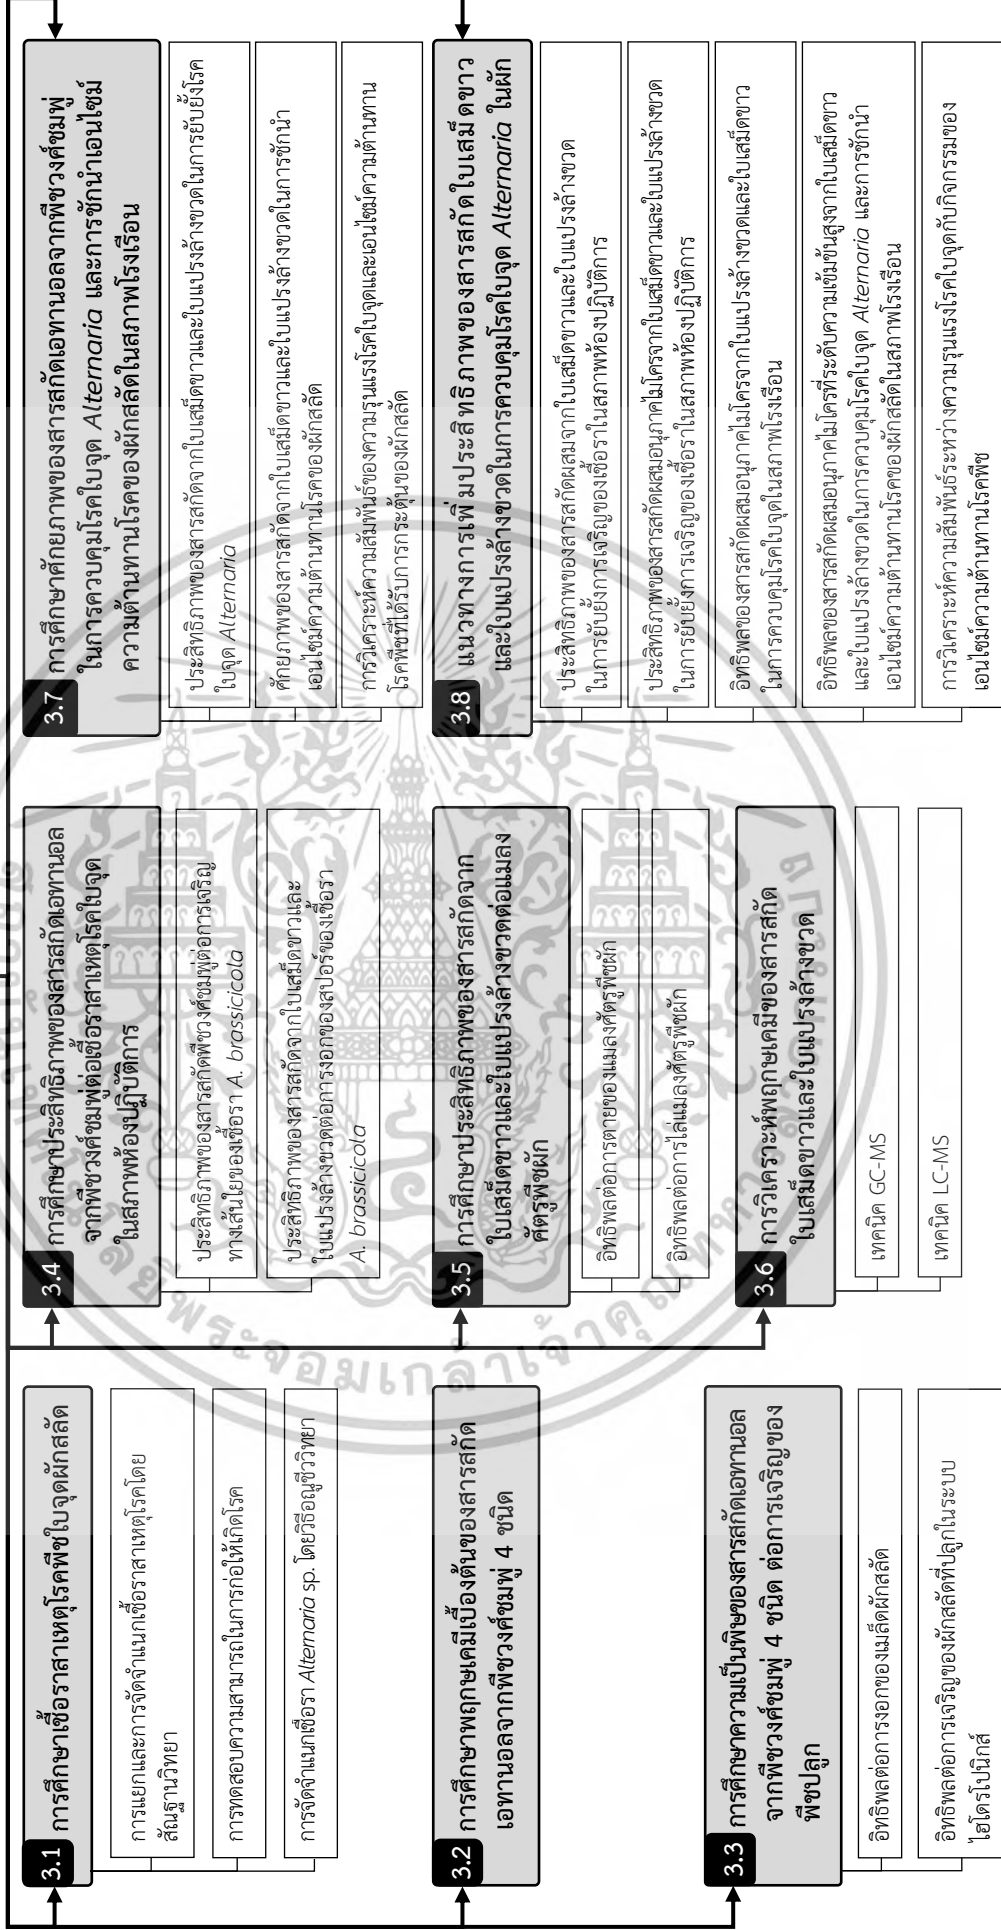 3.1 การศึกษาเชื้อราสาเหตุโรคพืชใบจุดผักสลัด
การแยกและการจัดจำแนกเชื้อราสาเหตุโรคโดย
สัณฐานวิทยา
การทดสอบความสามารถในการก่อให้เกิดโรค
การจัดจำแนกเชื้อรา Alternaria sp. โดยวิธีอณูชีววิทยา
3.2 การศึกษาพฤกษเคมีเบื้องต้นของสารสกัด
เอทานอลจากพืชวงศ์ชมพู่ 4 ชนิด
3.3 การศึกษาความเป็นพิษของสารสกัดเอทานอล
จากพืชวงศ์ชมพู่ 4 ชนิด ต่อการเจริญของ
พืชปลูก
อิทธิพลต่อการงอกของเมล็ดผักสลัด
อิทธิพลต่อการเจริญของผักสลัดที่ปลูกในระบบ
ไฮโดรโปนิกส์
3.4 การศึกษาประสิทธิภาพของสารสกัดเอทานอล
จากพืชวงศ์ชมพู่ต่อเชื้อราสาเหตุโรคใบจุด
ในสภาพห้องปฏิบัติการ
ประสิทธิภาพของสารสกัดพืชวงศ์ชมพู่ต่อการเจริญ
ทางเส้นใยของเชื้อรา A. brassicicola
ประสิทธิภาพของสารสกัดจากใบเสม็ดขาวและ
ใบแปรงล้างขวดต่อการงอกของสปอร์ของเชื้อรา
A. brassicicola
3.5 การศึกษาประสิทธิภาพของสารสกัดจาก
ใบเสม็ดขาวและใบแปรงล้างขวดต่อแมลง
ศัตรูพืชผัก
อิทธิพลต่อการตายของแมลงศัตรูพืชผัก
อิทธิพลต่อการไล่แมลงศัตรูพืชผัก
3.6 การวิเคราะห์พฤกษเคมีของสารสกัด
ใบเสม็ดขาวและใบแปรงล้างขวด
เทคนิค GC-MS
เทคนิค LC-MS
3.7 การศึกษาศักยภาพของสารสกัดเอทานอลจากพืชวงศ์ชมพู่
ในการควบคุมโรคใบจุด Alternaria และการชักนำเอนไซม์
ความต้านทานโรคของผักสลัดในสภาพโรงเรือน
ประสิทธิภาพของสารสกัดจากใบเสม็ดขาวและใบแปรงล้างขวดในการยับยั้งโรค
ใบจุด Alternaria
ศักยภาพของสารสกัดจากใบเสม็ดขาวและใบแปรงล้างขวดในการชักนำ
เอนไซม์ความต้านทานโรคของผักสลัด
การวิเคราะห์ความสัมพันธ์ของความรุนแรงโรคใบจุดและเอนไซม์ความต้านทาน
โรคพืชที่ได้รับการกระตุ้นของผักสลัด
3.8 แนวทางการเพิ่มประสิทธิภาพของสารสกัดใบเสม็ดขาว
และใบแปรงล้างขวดในการควบคุมโรคใบจุด Alternaria ในผัก
ประสิทธิภาพของสารสกัดผสมจากใบเสม็ดขาวและใบแปรงล้างขวด
ในการยับยั้งการเจริญของเชื้อราในสภาพห้องปฏิบัติการ
ประสิทธิภาพของสารสกัดผสมอนุภาคไมโครจากใบเสม็ดขาวและใบแปรงล้างขวด
ในการยับยั้งการเจริญของเชื้อราในสภาพห้องปฏิบัติการ
อิทธิพลของสารสกัดผสมอนุภาคไมโครจากใบแปรงล้างขวดและใบเสม็ดขาว
ในการควบคุมโรคใบจุดในสภาพโรงเรือน
อิทธิพลของสารสกัดผสมอนุภาคไมโครที่ระดับความเข้มข้นสูงจากใบเสม็ดขาว
และใบแปรงล้างขวดในการควบคุมโรคใบจุด Alternaria และการชักนำ
เอนไซม์ความต้านทานโรคของผักสลัดในสภาพโรงเรือน
การวิเคราะห์ความสัมพันธ์ระหว่างความรุนแรงโรคใบจุดกับกิจกรรมของ
เอนไซม์ความต้านทานโรคพืช